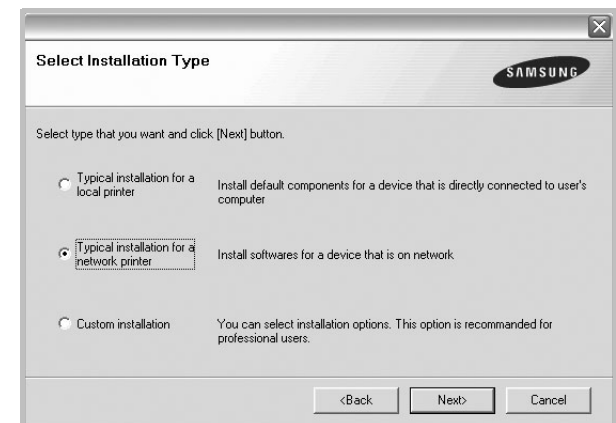 Select Installation Type
SAMSUNG
Select type that you want and click [Next] button.
Typical installation for a
local printer
Install default components for a device that is directly connected to user's
computer
Typical installation for a
network printer
Install softwares for a device that is on network
Custom installation
You can select installation options. This option is recommanded for
professional users.
<Back
Next>
Cancel